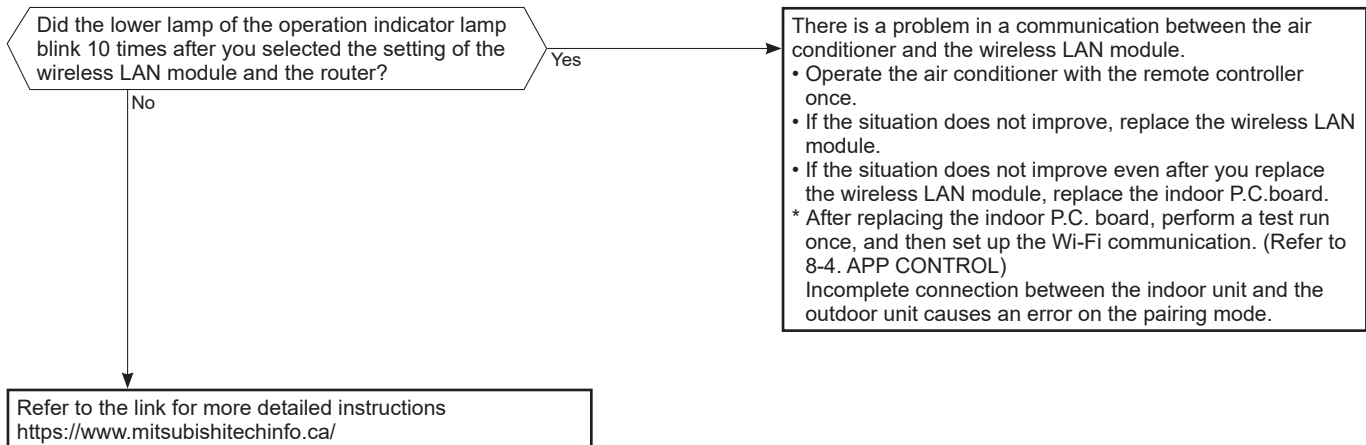 Did the lower lamp of the operation indicator lamp
blink 10 times after you selected the setting of the
wireless LAN module and the router?
Yes
No
There is a problem in a communication between the air
conditioner and the wireless LAN module.
• Operate the air conditioner with the remote controller
once.
• If the situation does not improve, replace the wireless LAN
module.
• If the situation does not improve even after you replace
the wireless LAN module, replace the indoor P.C.board.
* After replacing the indoor P.C. board, perform a test run
once, and then set up the Wi-Fi communication. (Refer to
8-4. APP CONTROL)
Incomplete connection between the indoor unit and the
outdoor unit causes an error on the pairing mode.
Refer to the link for more detailed instructions
https://www.mitsubishitechinfo.ca/